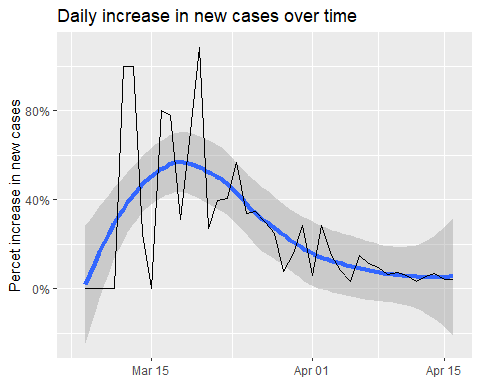 Daily increase in new cases over time
Percet increase in new cases
80%
40%
0%
Mar 15
Apr 01
Apr 15